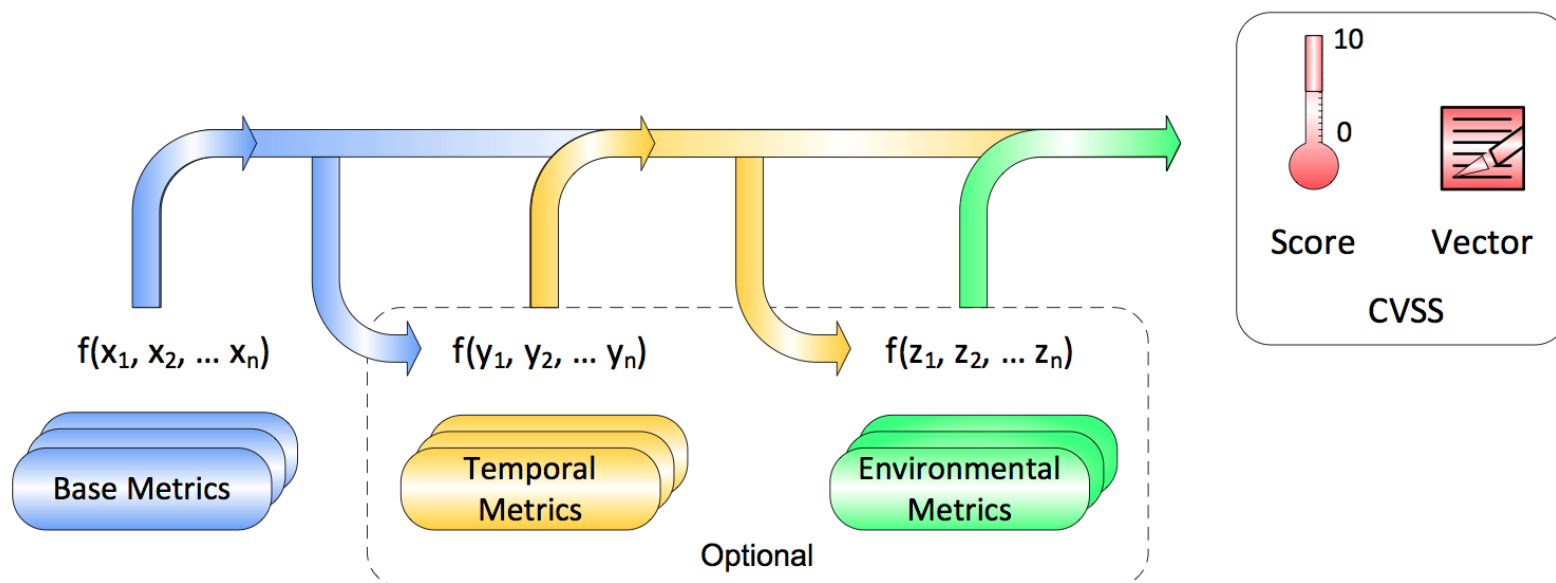 10
0
Score
Vector
CVSS
f(x₁, x₂, ... xₙ)
f(y₁, y₂, ... yₙ)
f(z₁, z₂, ... zₙ)
Base Metrics
Temporal
Metrics
Environmental
Metrics
Optional